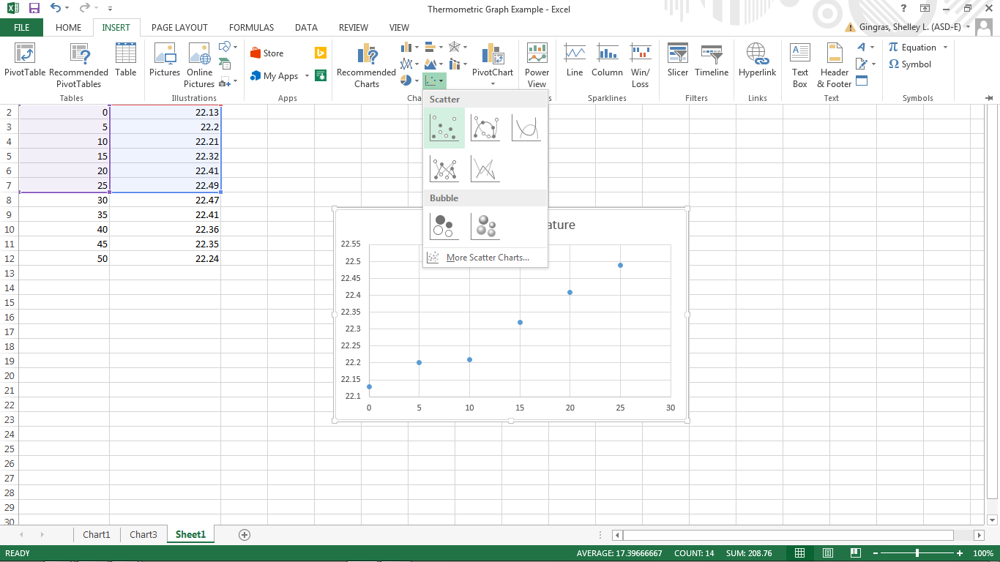 Thermometric Graph Example - Excel
?
FILE HOME INSERT PAGE LAYOUT FORMULAS DATA REVIEW VIEW
Gingras, Shelley L. (ASD-E)
PivotTable
Recommended
PivotTables
Table
Tables
Pictures
Online
Pictures
Illustrations
Store
My Apps
Apps
Recommended
Charts
PivotChart
Cha
Power
View
s
Line
Column
Win/
Loss
Sparklines
Slicer
Timeline
Filters
Hyperlink
Links
Text
Box
Header
& Footer
Text
π Equation
Ω Symbol
Symbols
Scatter
Bubble
More Scatter Charts...
2 0 22.13
3 5 22.2
4 10 22.21
5 15 22.32
6 20 22.41
7 25 22.49
8 30 22.47
9 35 22.41
10 40 22.36
11 45 22.35
12 50 22.24
13
14
15
16
17
18
19
20
21
22
23
24
25
26
27
28
29
30
ature
22.55
22.5
22.45
22.4
22.35
22.3
22.25
22.2
22.15
22.1
0 5 10 15 20 25 30
Chart1 Chart3 Sheet1
READY
AVERAGE: 17.39666667 COUNT: 14 SUM: 208.76
100%